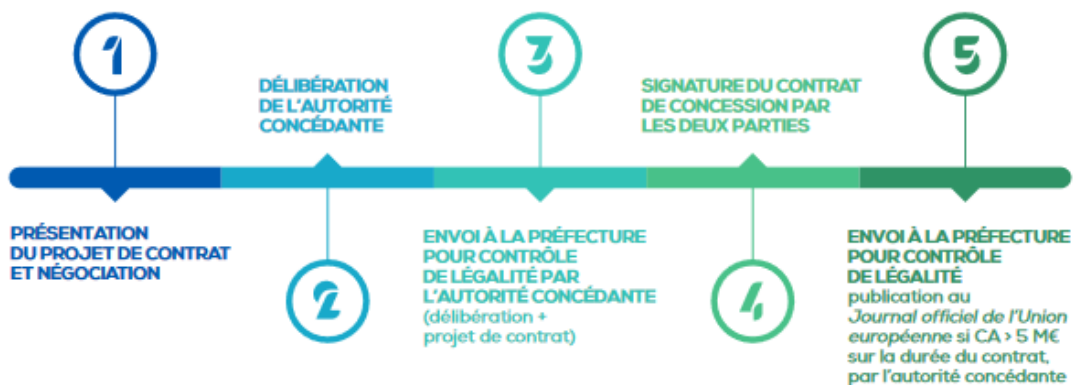 1
PRÉSENTATION
DU PROJET DE CONTRAT
ET NÉGOCIATION
2
DÉLIBÉRATION
DE L'AUTORITÉ
CONCÉDANTE
3
ENVOI À LA PRÉFECTURE
POUR CONTRÔLE
DE LÉGALITÉ PAR
L'AUTORITÉ CONCÉDANTE
(délibération +
projet de contrat)
4
SIGNATURE DU CONTRAT
DE CONCESSION PAR
LES DEUX PARTIES
5
ENVOI À LA PRÉFECTURE
POUR CONTRÔLE
DE LÉGALITÉ
publication au
Journal officiel de l'Union
européenne si CA > 5 M€
sur la durée du contrat,
par l'autorité concédante